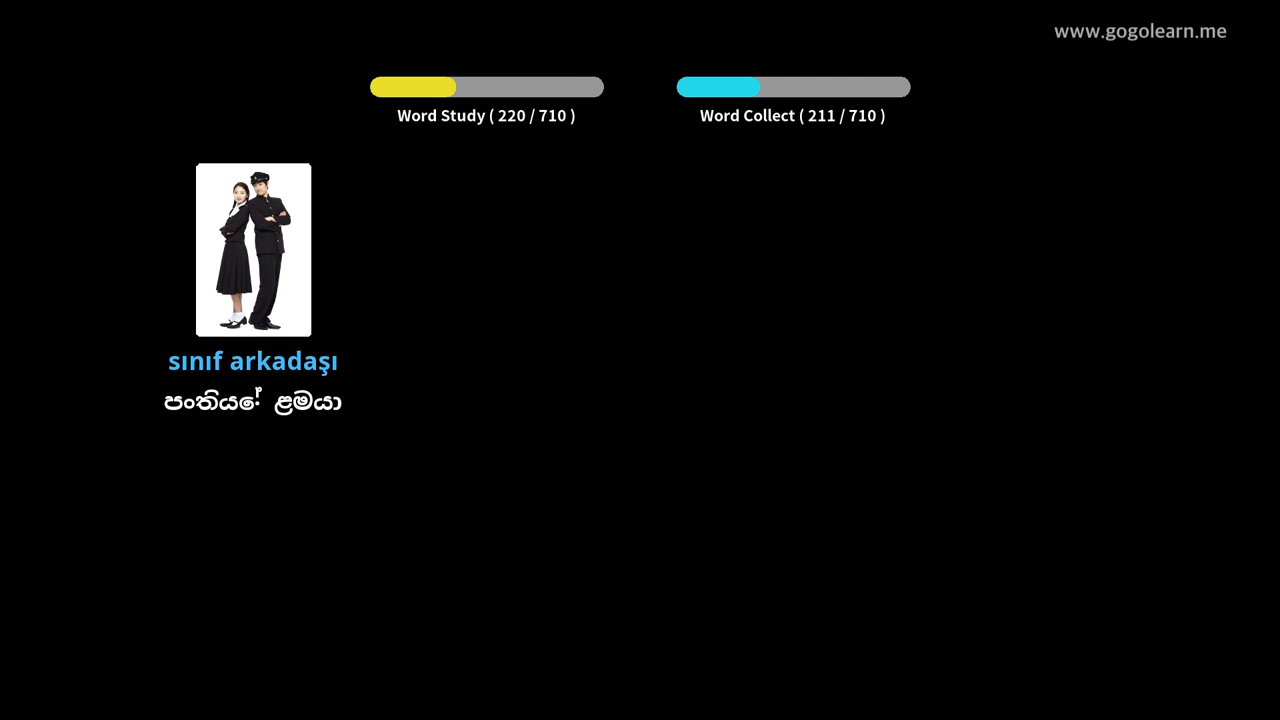 www.gogolearn.me
Word Study ( 220 / 710 )
Word Collect ( 211 / 710 )
sınıf arkadaşı
පංතියේ ළමයා